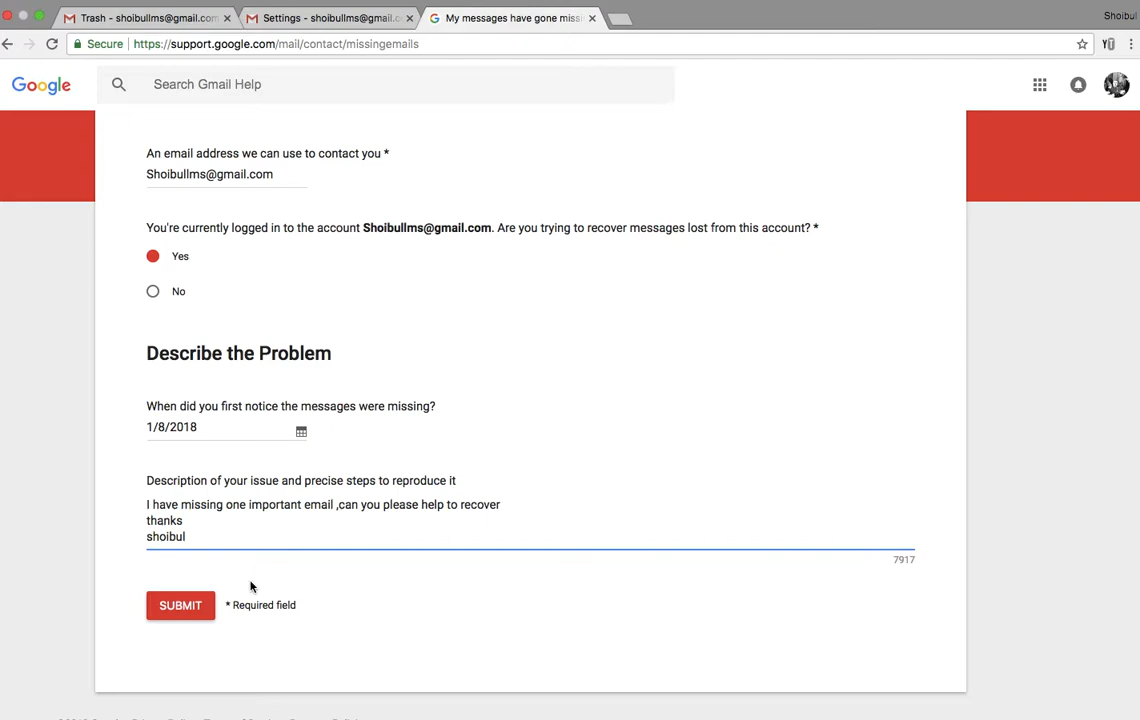 Trash - shoibullms@gmail.com
Settings - shoibullms@gmail.c
My messages have gone missi
Shoibul
Secure https://support.google.com/mail/contact/missingemails
Google Search Gmail Help
An email address we can use to contact you *
Shoibullms@gmail.com
You're currently logged in to the account Shoibullms@gmail.com. Are you trying to recover messages lost from this account? *
Yes
No
Describe the Problem
When did you first notice the messages were missing?
1/8/2018
Description of your issue and precise steps to reproduce it
I have missing one important email ,can you please help to recover
thanks
shoibul
7917
SUBMIT * Required field